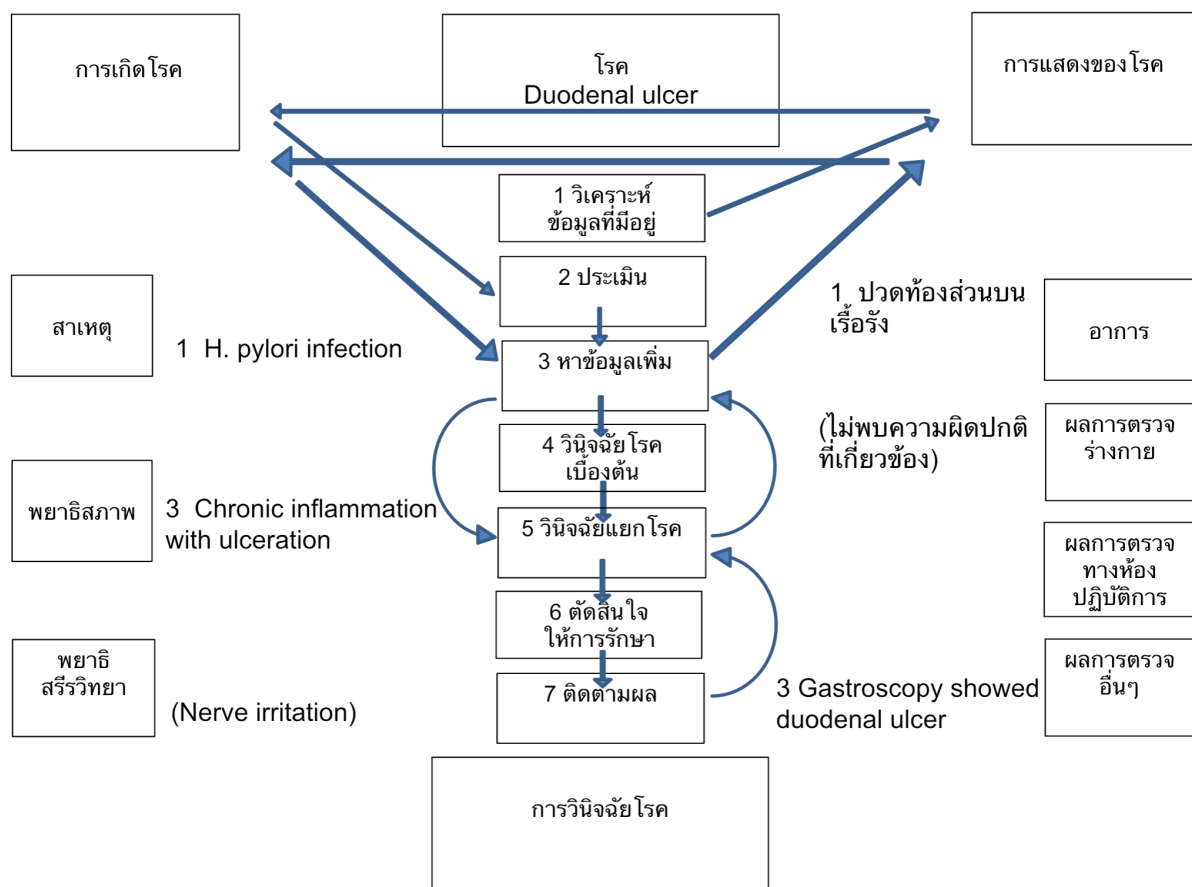 การเกิดโรค
โรค
Duodenal ulcer
การแสดงของโรค
1 วิเคราะห์
ข้อมูลที่มีอยู่
2 ประเมิน
สาเหตุ
1 H. pylori infection
3 หาข้อมูลเพิ่ม
1 ปวดท้องส่วนบน
เรื้อรัง
อาการ
4 วินิจฉัยโรค
เบื้องต้น
(ไม่พบความผิดปกติ
ที่เกี่ยวข้อง)
ผลการตรวจ
ร่างกาย
พยาธิสภาพ
3 Chronic inflammation
with ulceration
5 วินิจฉัยแยกโรค
ผลการตรวจ
ทางห้อง
ปฏิบัติการ
6 ตัดสินใจ
ให้การรักษา
พยาธิ
สรีรวิทยา
(Nerve irritation)
7 ติดตามผล
3 Gastroscopy showed
duodenal ulcer
ผลการตรวจ
อื่นๆ
การวินิจฉัยโรค